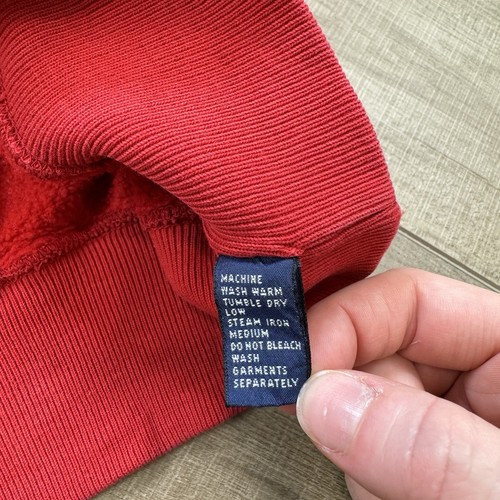 MACHINE
WASH WARM
TUMBLE DRY
LOW
STEAM IRON
MEDIUM
DO NOT BLEACH
WASH
GARMENTS
SEPARATELY